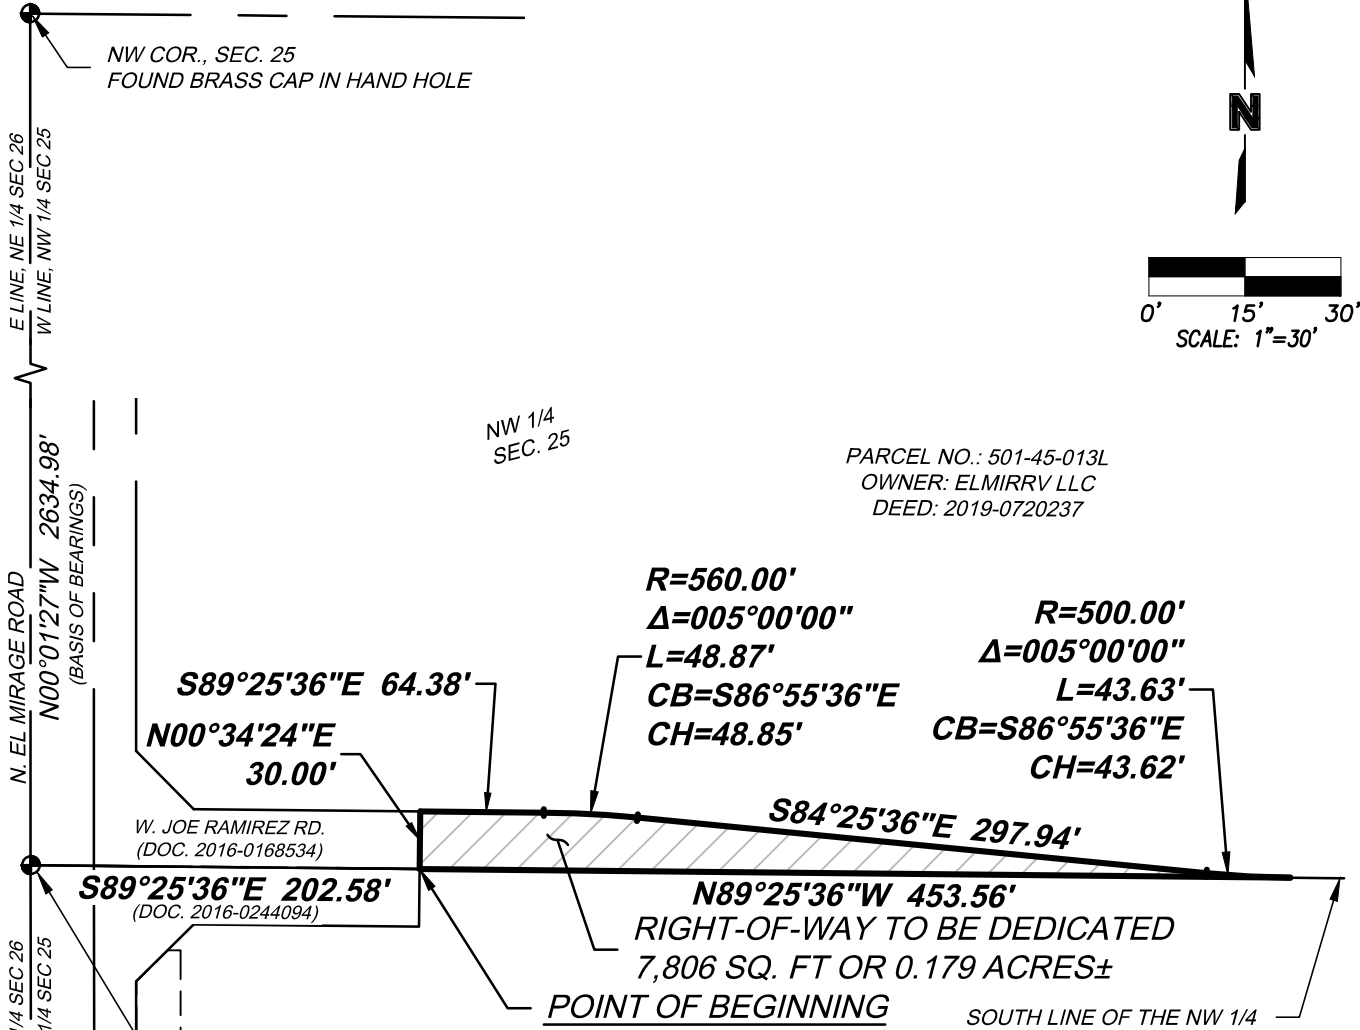 NW COR., SEC. 25
FOUND BRASS CAP IN HAND HOLE
N
0' 15' 30'
SCALE: 1"=30'
E LINE, NE 1/4 SEC 26
W LINE, NW 1/4 SEC 25
N. EL MIRAGE ROAD
N00°01'27"W 2634.98'
(BASIS OF BEARINGS)
NW 1/4
SEC. 25
PARCEL NO.: 501-45-013L
OWNER: ELMIRRV LLC
DEED: 2019-0720237
R=560.00'
Δ=005°00'00"
L=48.87'
CB=S86°55'36"E
CH=48.85'
R=500.00'
Δ=005°00'00"
L=43.63'
CB=S86°55'36"E
CH=43.62'
S89°25'36"E 64.38'
N00°34'24"E
30.00'
W. JOE RAMIREZ RD.
(DOC. 2016-0168534)
S84°25'36"E 297.94'
S89°25'36"E 202.58'
(DOC. 2016-0244094)
N89°25'36"W 453.56'
RIGHT-OF-WAY TO BE DEDICATED
7,806 SQ. FT OR 0.179 ACRES±
POINT OF BEGINNING
SOUTH LINE OF THE NW 1/4
1/4 SEC 26
1/4 SEC 25